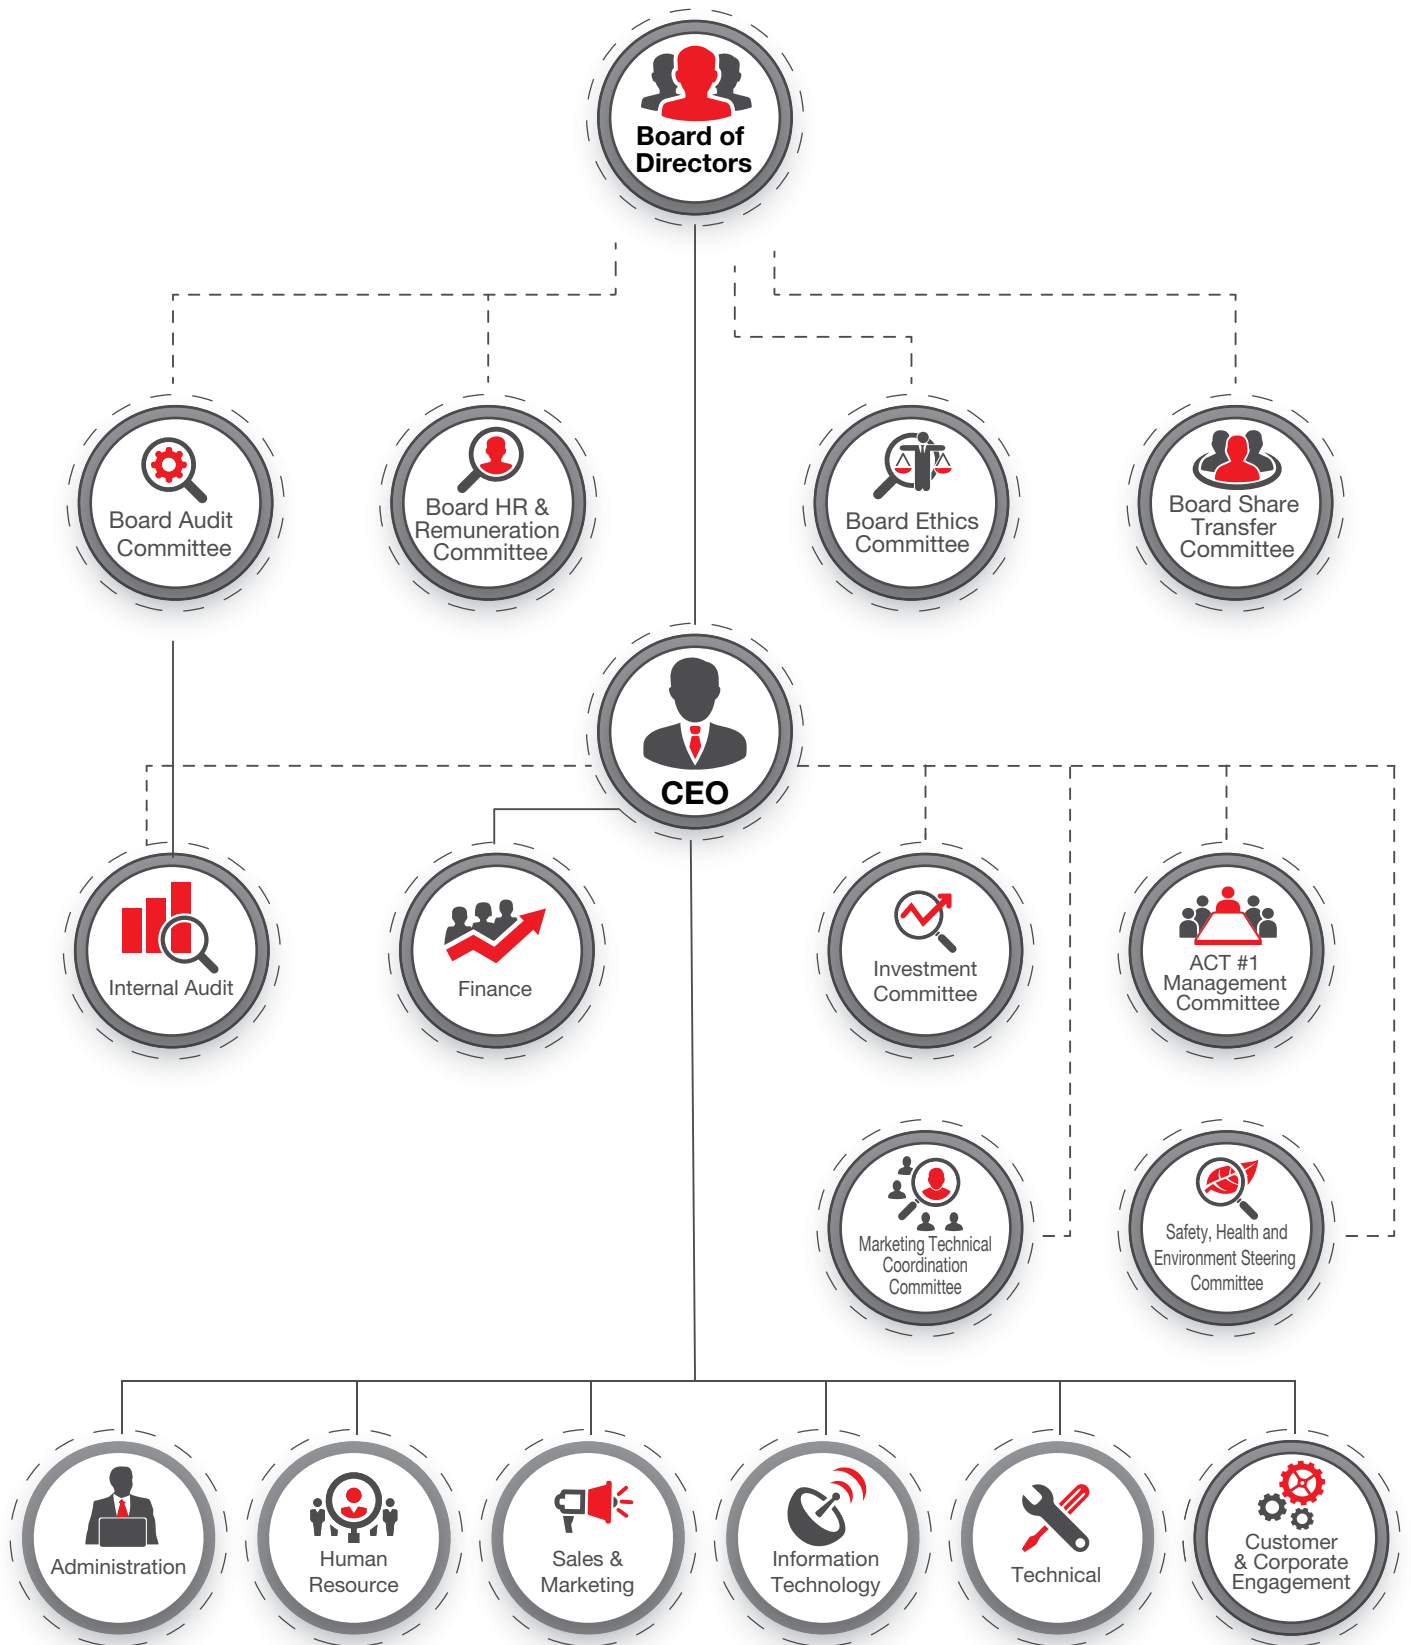 Board of
Directors
Board Audit
Committee
Board HR &
Remuneration
Committee
Board Ethics
Committee
Board Share
Transfer
Committee
CEO
Internal Audit
Finance
Investment
Committee
ACT #1
Management
Committee
Marketing Technical
Coordination
Committee
Safety, Health and
Environment Steering
Committee
Administration
Human
Resource
Sales &
Marketing
Information
Technology
Technical
Customer
& Corporate
Engagement